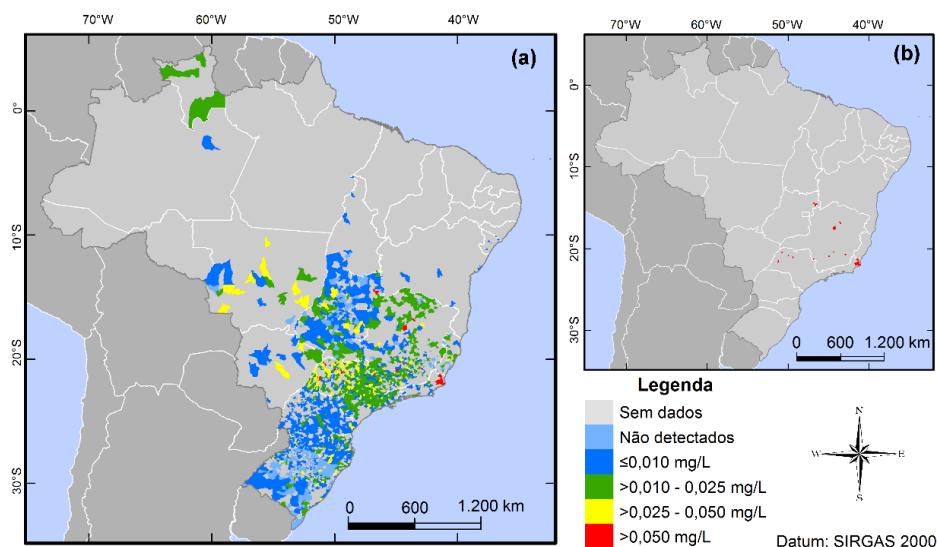 70°W 60°W 50°W 40°W
(a)
0°
10°S
20°S
30°S
0 600 1.200 km
70°W 60°W 50°W 40°W
(b)
0°
10°S
20°S
30°S
0 600 1.200 km
Legenda
Sem dados
Não detectados
≤0,010 mg/L
>0,010 - 0,025 mg/L
>0,025 - 0,050 mg/L
>0,050 mg/L
N
W E
S
Datum: SIRGAS 2000